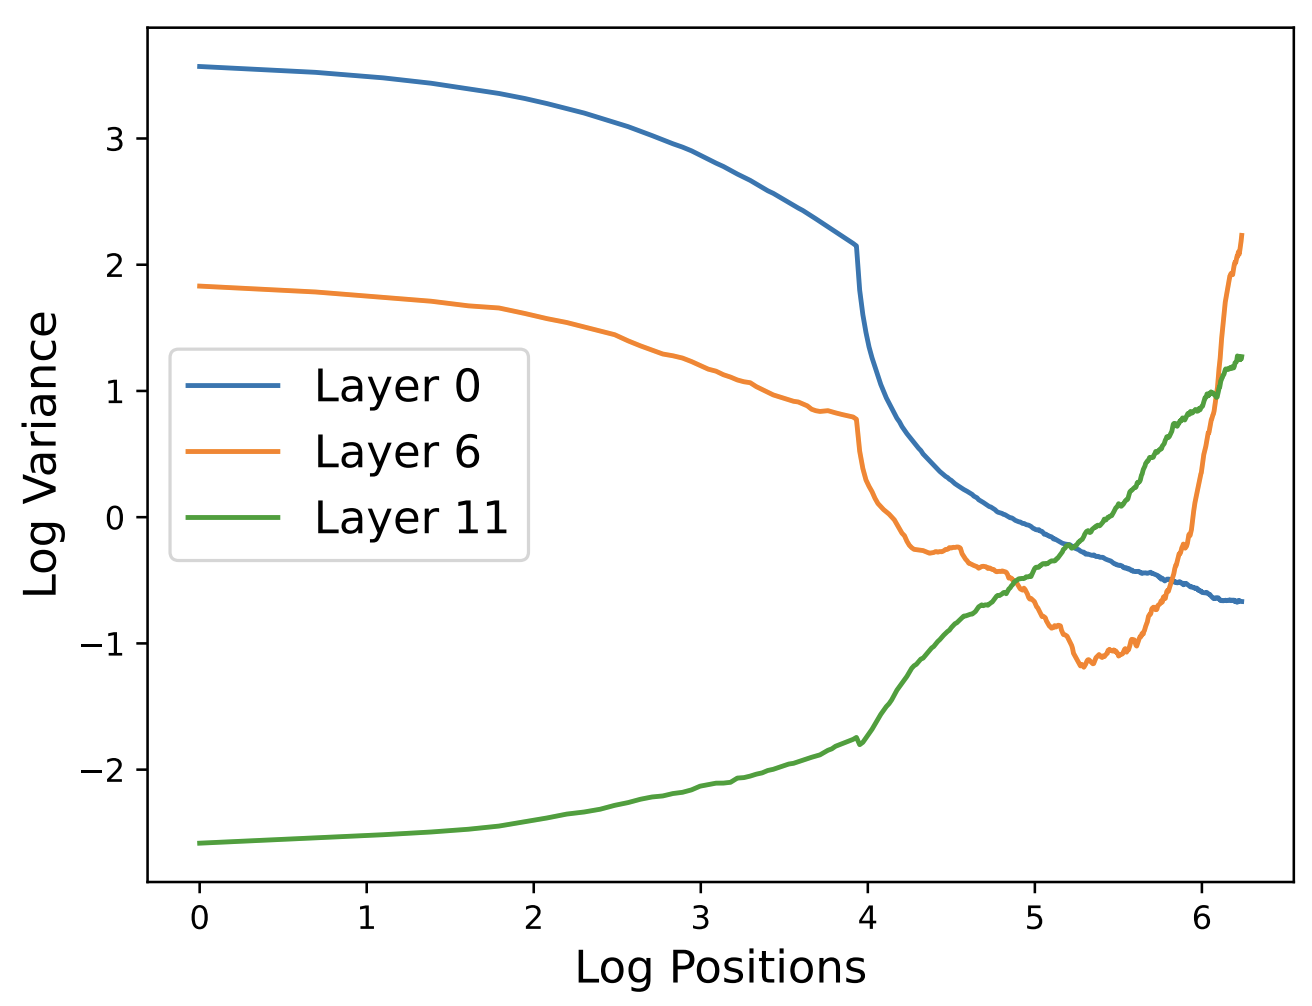 3
2
1
0
−1
−2
Log Variance
Layer 0
Layer 6
Layer 11
0 1 2 3 4 5 6
Log Positions